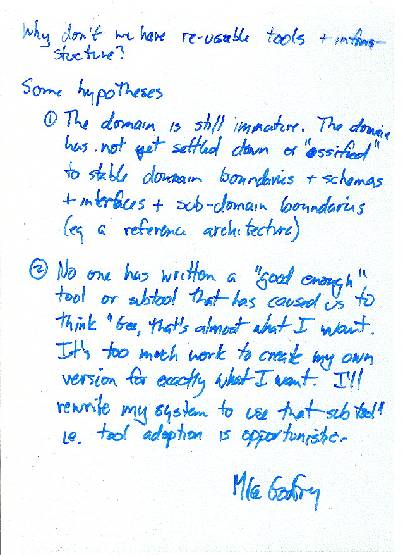 Why don't we have re-usable tools + infra-
structure?
Some hypotheses
① The domain is still immature. The domain
has not yet settled down or "ossified"
to stable domain boundaries + schemas
+ interfaces + sub-domain boundaries
(eg a reference architecture)
② No one has written a "good enough"
tool or subtool that has caused us to
think "Gee, that's almost what I want.
It's too much work to create my own
version for exactly what I want. I'll
rewrite my system to use that subtool"
ie. tool adoption is opportunistic.
Mike Godfrey